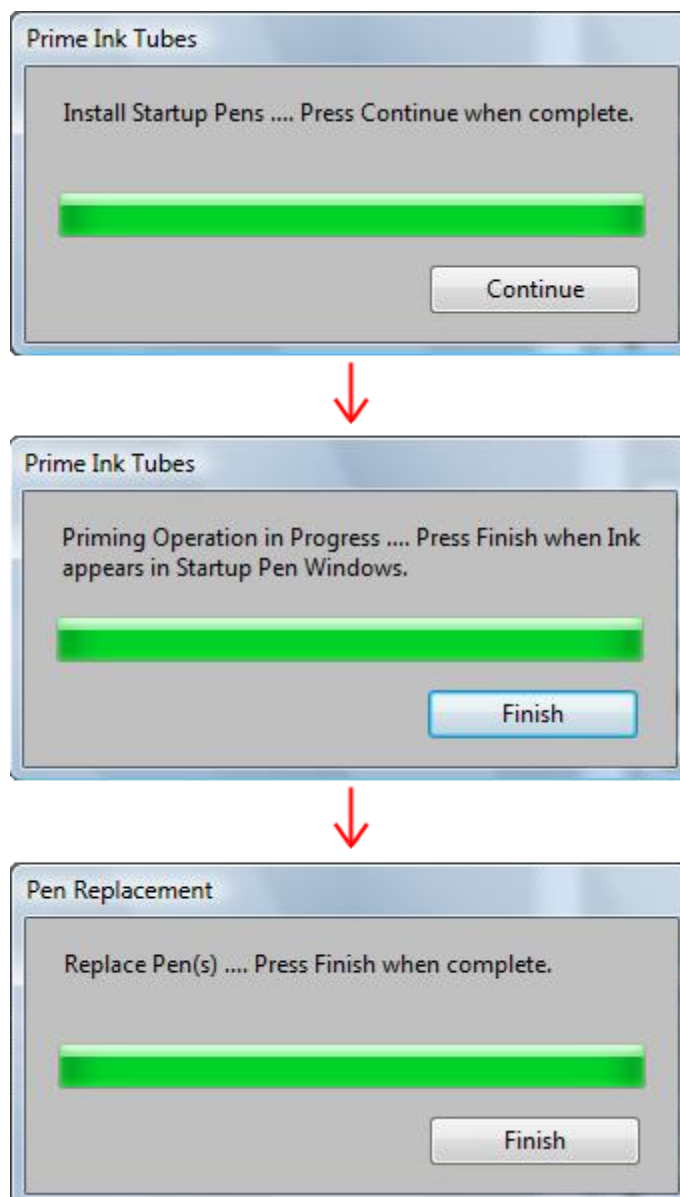 Prime Ink Tubes
Install Startup Pens .... Press Continue when complete.
Continue
Prime Ink Tubes
Priming Operation in Progress .... Press Finish when Ink
appears in Startup Pen Windows.
Finish
Pen Replacement
Replace Pen(s) .... Press Finish when complete.
Finish